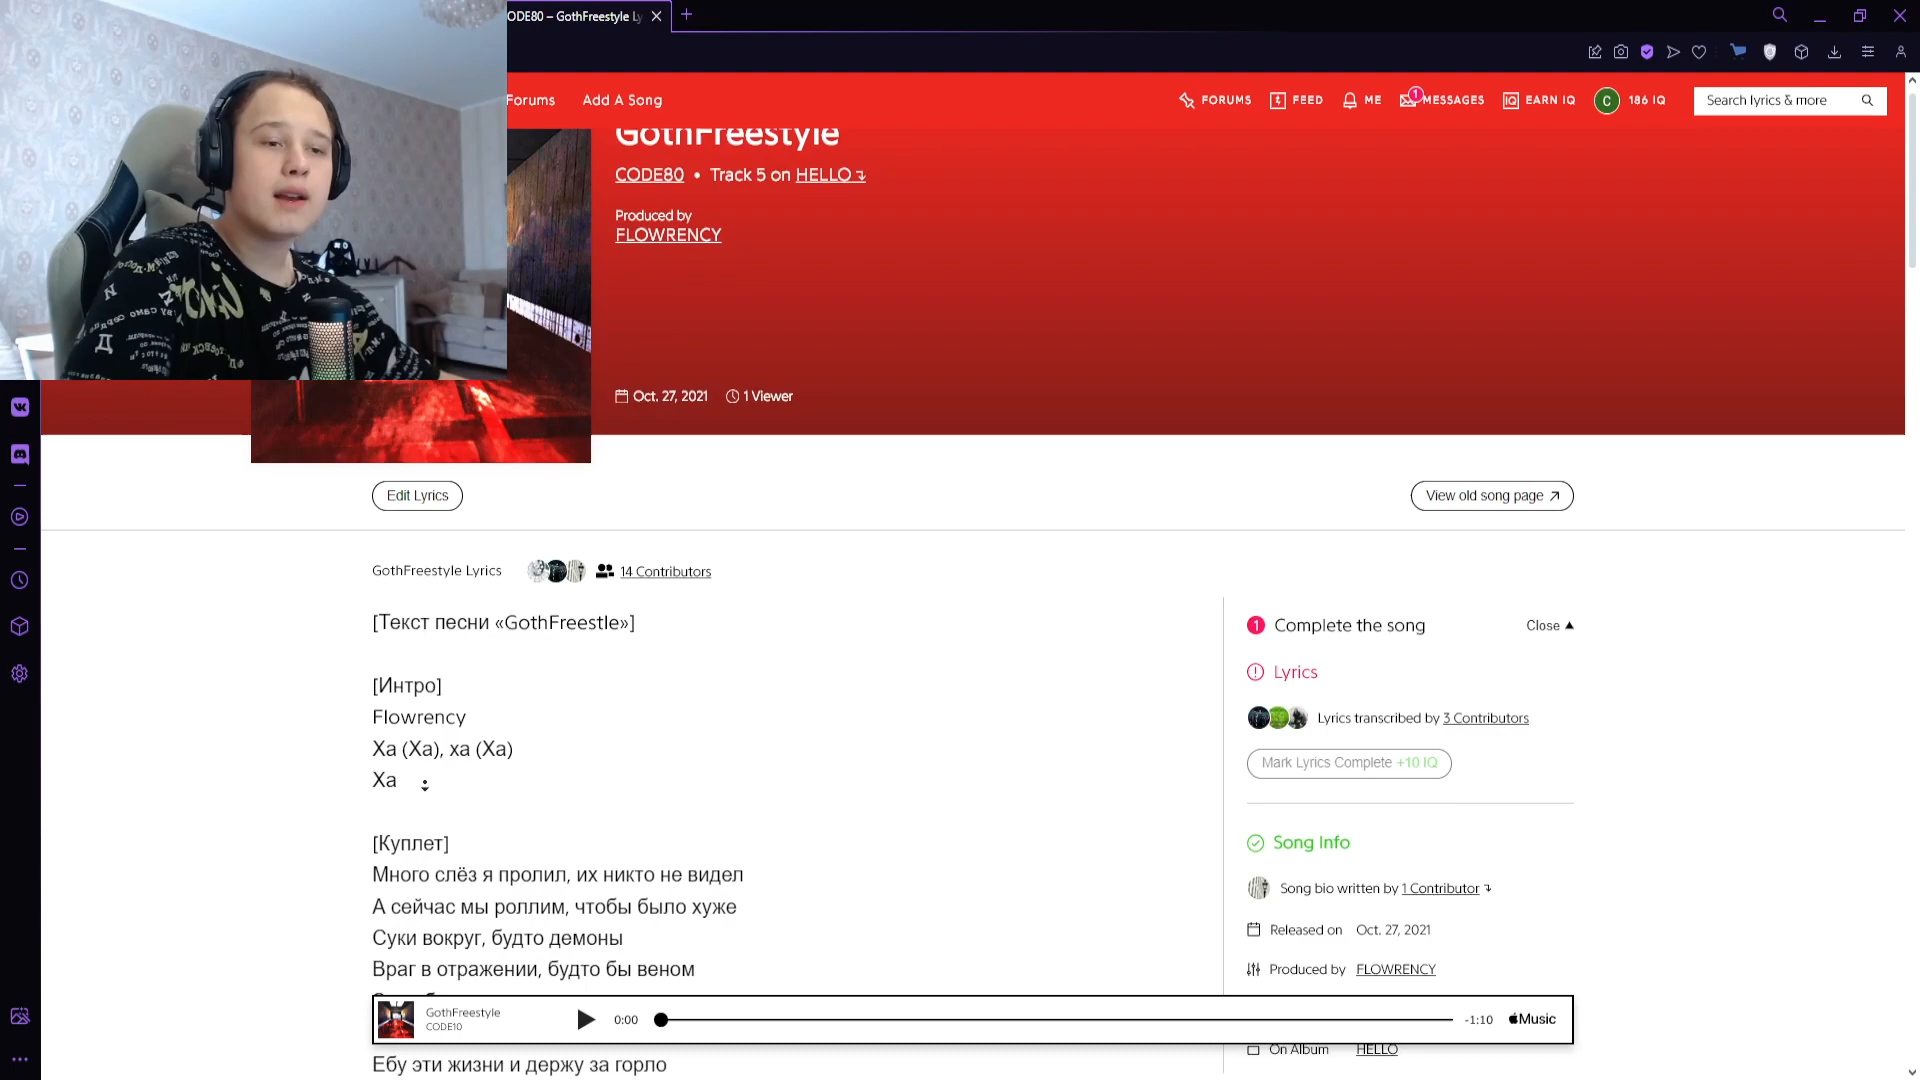 ODE80 – GothFreestyle Ly
Forums
Add A Song
FORUMS
FEED
ME
1
MESSAGES
EARN IQ
C
186 IQ
Search lyrics & more
GothFreestyle
CODE80 • Track 5 on HELLO
Produced by
FLOWRENCY
Oct. 27, 2021
1 Viewer
Edit Lyrics
View old song page
GothFreestyle Lyrics
14 Contributors
[Текст песни «GothFreestle»]
[Интро]
Flowrency
Ха (Ха), ха (Ха)
Ха
[Куплет]
Много слёз я пролил, их никто не видел
А сейчас мы роллим, чтобы было хуже
Суки вокруг, будто демоны
Враг в отражении, будто бы веном
Ебу эти жизни и держу за горло
1 Complete the song
Close
Lyrics
Lyrics transcribed by 3 Contributors
Mark Lyrics Complete +10 IQ
Song Info
Song bio written by 1 Contributor
Released on Oct. 27, 2021
Produced by FLOWRENCY
On Album HELLO
GothFreestyle
CODE10
0:00
-1:10
Music